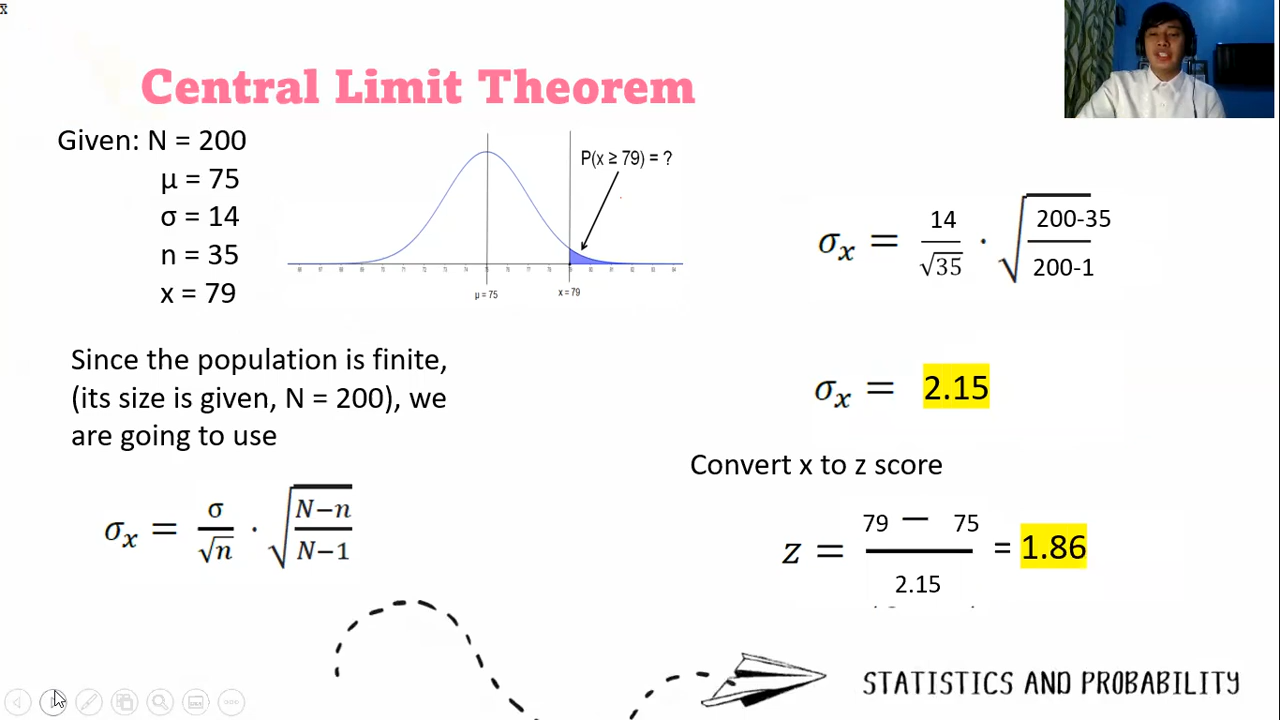 x̄
Central Limit Theorem
Given: N = 200
μ = 75
σ = 14
n = 35
x = 79
P(x ≥ 79) = ?
μ = 75
x = 79
Since the population is finite,
(its size is given, N = 200), we
are going to use
σx = σ/√n · √(N−n/N−1)
σx = 14/√35 · √(200-35/200-1)
σx = 2.15
Convert x to z score
z = 79 − 75/2.15 = 1.86
STATISTICS AND PROBABILITY